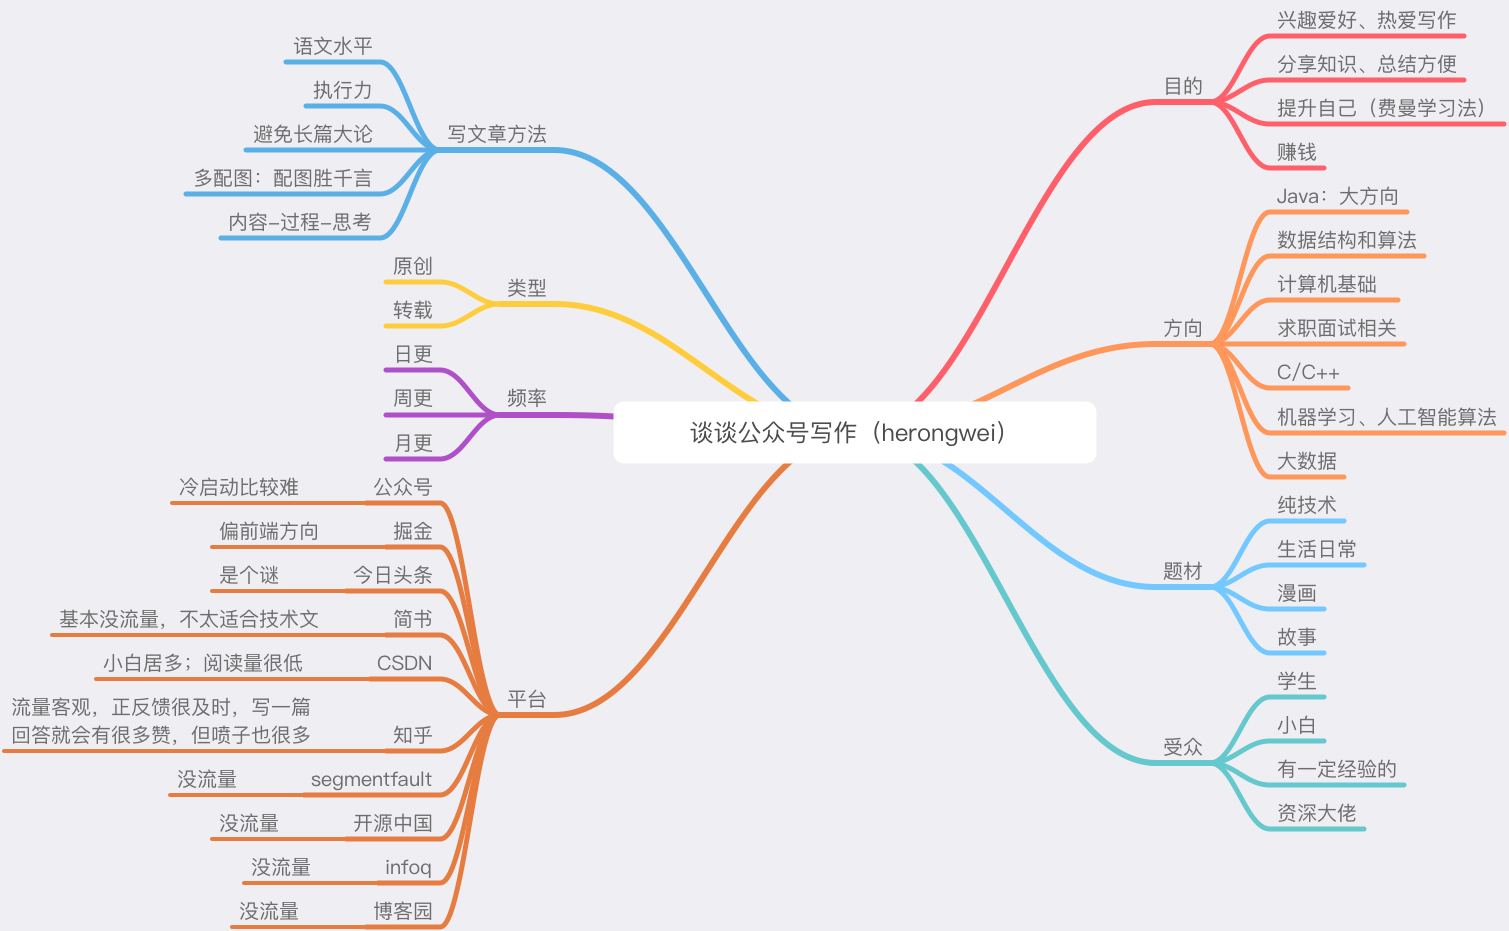 谈谈公众号写作（herongwei）
目的
兴趣爱好、热爱写作
分享知识、总结方便
提升自己（费曼学习法）
赚钱
方向
Java：大方向
数据结构和算法
计算机基础
求职面试相关
C/C++
机器学习、人工智能算法
大数据
题材
纯技术
生活日常
漫画
故事
受众
学生
小白
有一定经验的
资深大佬
写文章方法
语文水平
执行力
避免长篇大论
多配图：配图胜千言
内容-过程-思考
类型
原创
转载
频率
日更
周更
月更
平台
公众号
冷启动比较难
掘金
偏前端方向
今日头条
是个谜
简书
基本没流量，不太适合技术文
CSDN
小白居多；阅读量很低
知乎
流量客观，正反馈很及时，写一篇
回答就会有很多赞，但喷子也很多
segmentfault
没流量
开源中国
没流量
infoq
没流量
博客园
没流量